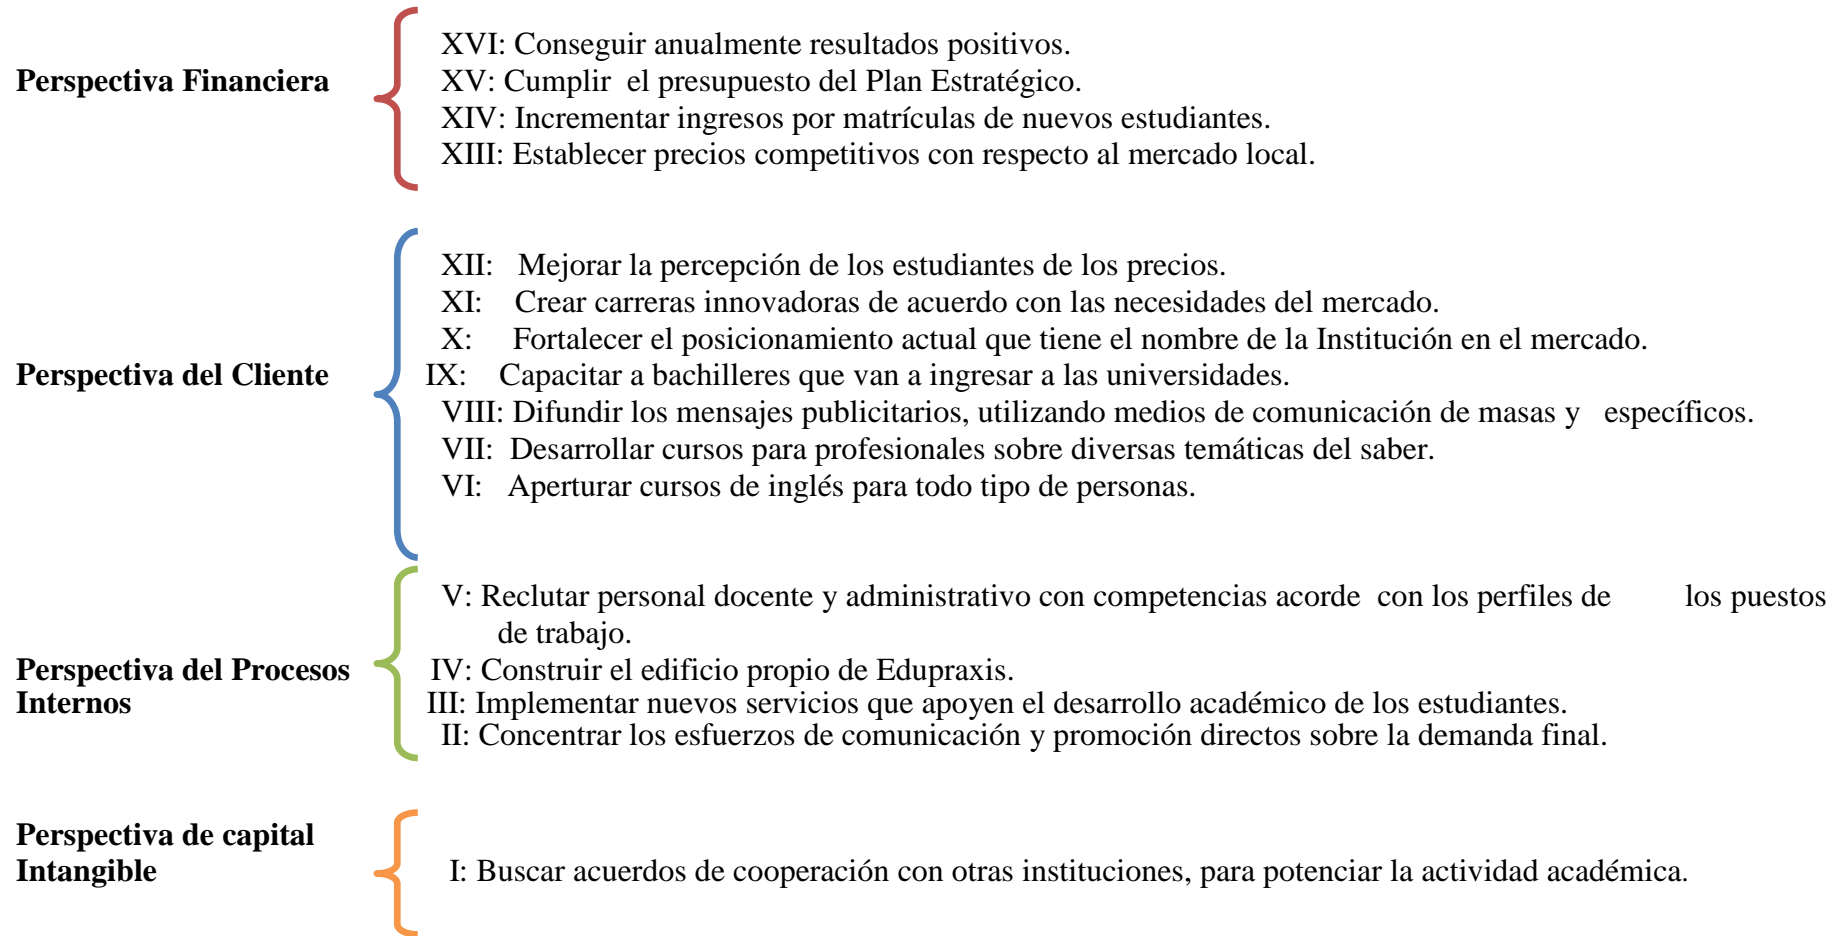 Perspectiva Financiera
XVI: Conseguir anualmente resultados positivos.
XV: Cumplir el presupuesto del Plan Estratégico.
XIV: Incrementar ingresos por matrículas de nuevos estudiantes.
XIII: Establecer precios competitivos con respecto al mercado local.
Perspectiva del Cliente
XII: Mejorar la percepción de los estudiantes de los precios.
XI: Crear carreras innovadoras de acuerdo con las necesidades del mercado.
X: Fortalecer el posicionamiento actual que tiene el nombre de la Institución en el mercado.
IX: Capacitar a bachilleres que van a ingresar a las universidades.
VIII: Difundir los mensajes publicitarios, utilizando medios de comunicación de masas y específicos.
VII: Desarrollar cursos para profesionales sobre diversas temáticas del saber.
VI: Aperturar cursos de inglés para todo tipo de personas.
Perspectiva del Procesos
Internos
V: Reclutar personal docente y administrativo con competencias acorde con los perfiles de los puestos
de trabajo.
IV: Construir el edificio propio de Edupraxis.
III: Implementar nuevos servicios que apoyen el desarrollo académico de los estudiantes.
II: Concentrar los esfuerzos de comunicación y promoción directos sobre la demanda final.
Perspectiva de capital
Intangible
I: Buscar acuerdos de cooperación con otras instituciones, para potenciar la actividad académica.